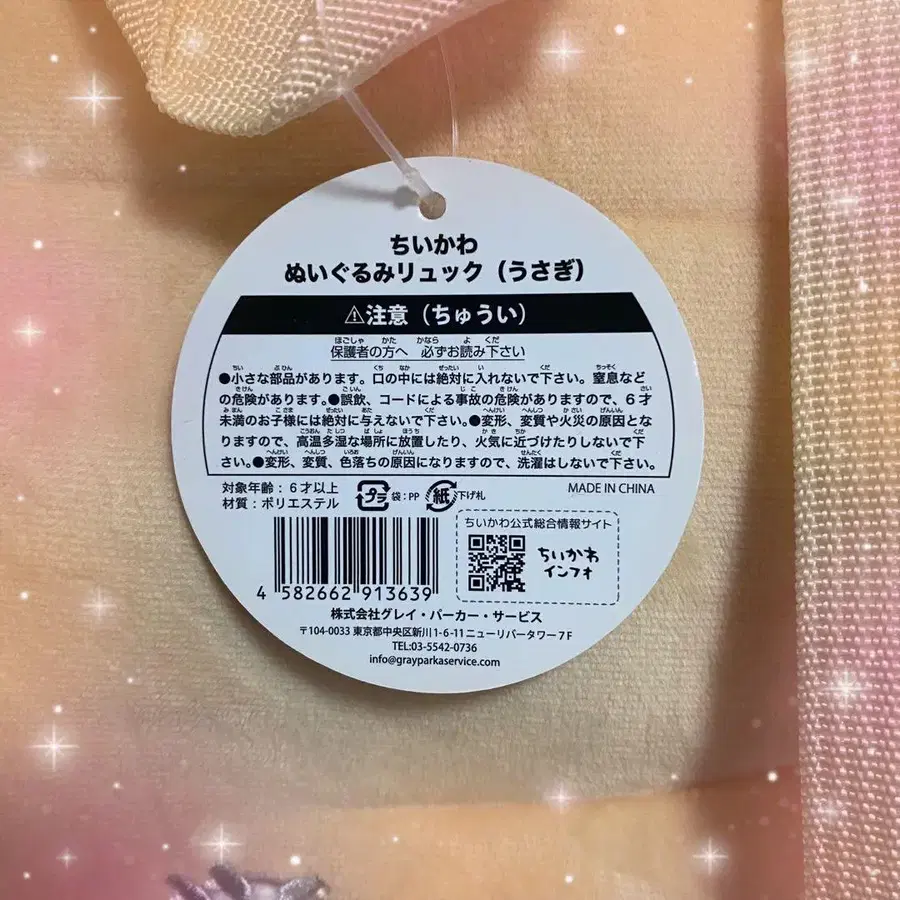 ちいかわ
ぬいぐるみリュック（うさぎ）
⚠注意（ちゅうい）
保護者の方へ 必ずお読み下さい
●小さな部品があります。口の中には絶対に入れないで下さい。窒息など
の危険があります。●誤飲、コードによる事故の危険がありますので、6才
未満のお子様には絶対に与えないで下さい。●変形、変質や火災の原因とな
りますので、高温多湿な場所に放置したり、火気に近づけたりしないで下
さい。●変形、変質、色落ちの原因になりますので、洗濯はしないで下さい。
対象年齢：6才以上
材質：ポリエステル
プラ 袋：PP 紙 下げ札
MADE IN CHINA
ちいかわ公式総合情報サイト
ちいかわ
インフォ
4 582662 913639
株式会社グレイ・パーカー・サービス
〒104-0033 東京都中央区新川1-6-11 ニューリバータワー7F
TEL:03-5542-0736
info@grayparkaservice.com